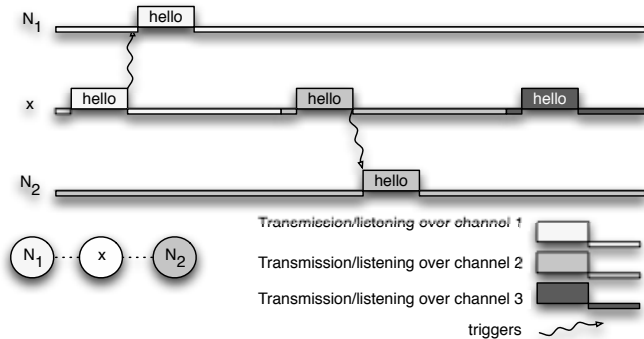 N1
hello
x
hello
hello
hello
N2
hello
Transmission/listening over channel 1
N1 x N2
Transmission/listening over channel 2
Transmission/listening over channel 3
triggers